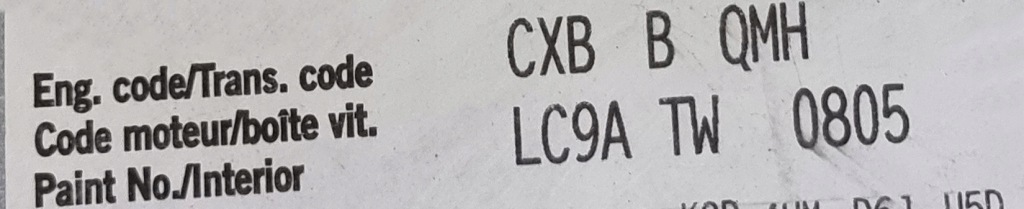 Eng. code/Trans. code CXB B QMH
Code moteur/boîte vit.
Paint No./Interior LC9A TW 0805